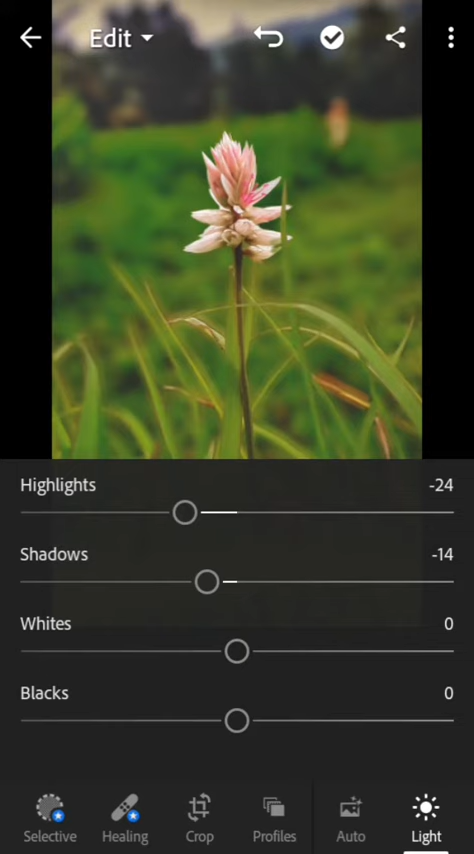 Edit
Highlights -24
Shadows -14
Whites 0
Blacks 0
Selective Healing Crop Profiles Auto Light